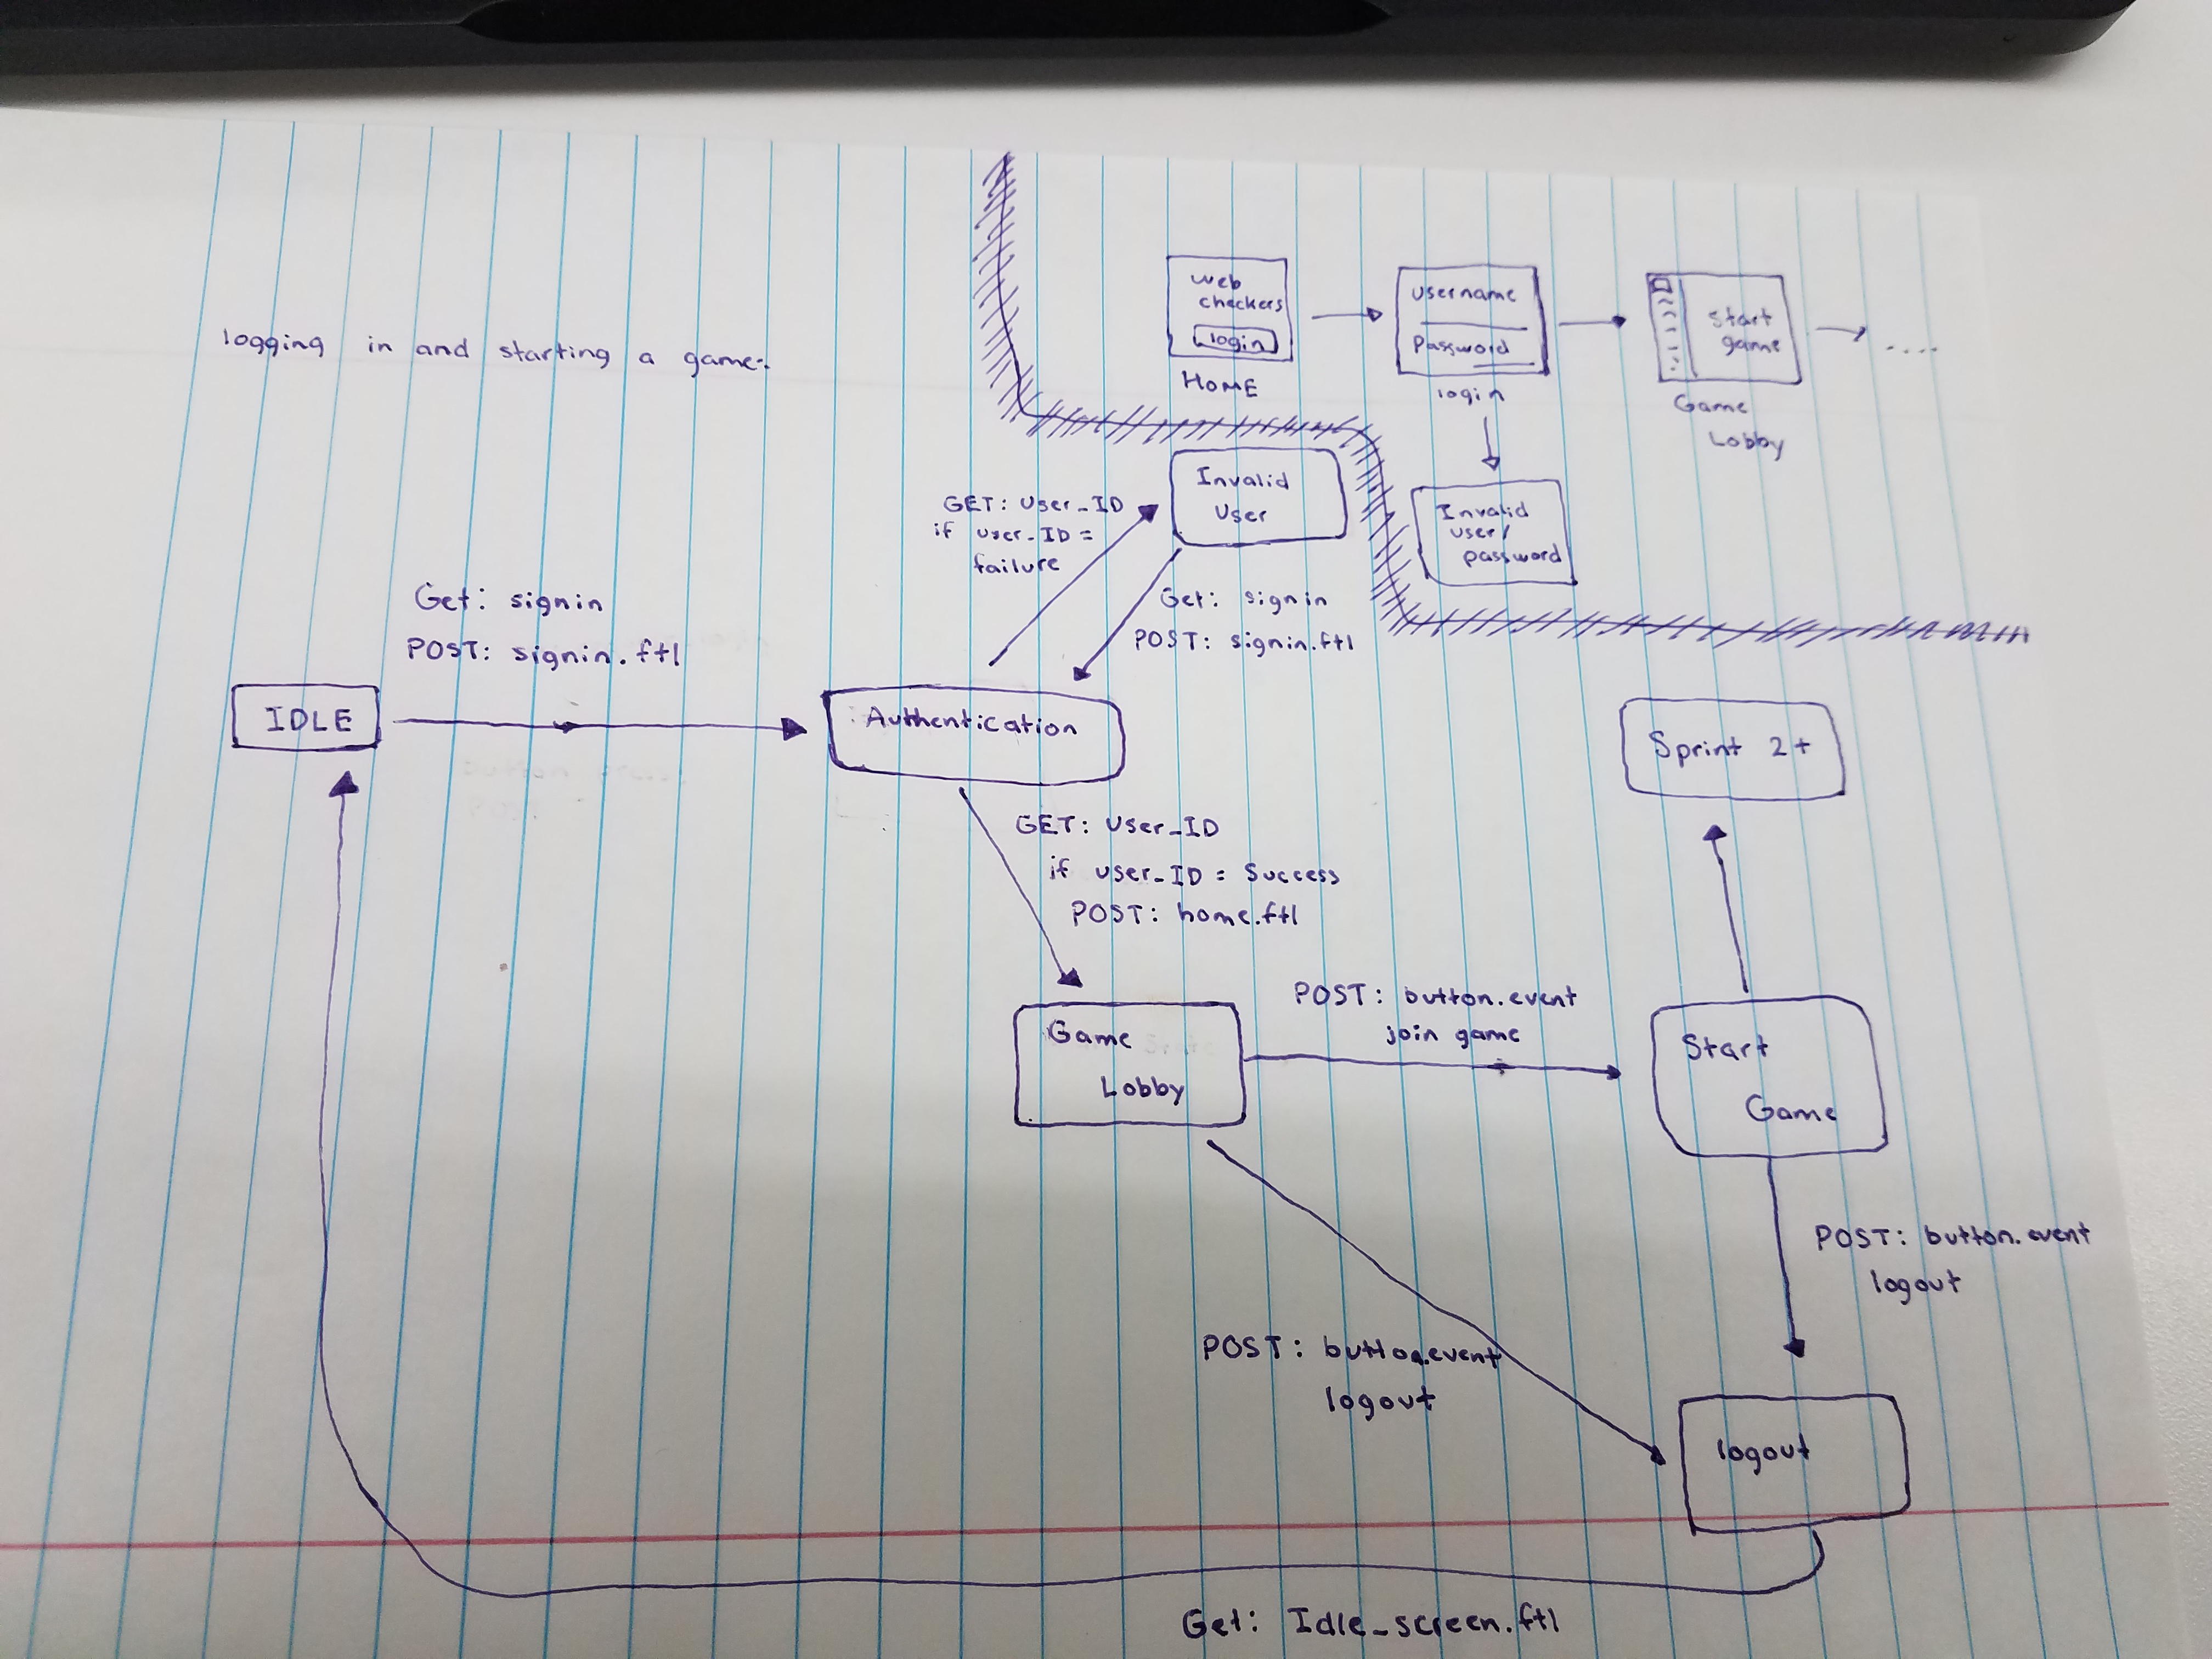 logging in and starting a game:
web
checkers
login
HOME
username
password
login
start
game
Game
Lobby
....
Invalid
user/
password
Invalid
User
GET: User_ID
if user_ID =
failure
Get: signin
POST: signin.ftl
Get: signin
POST: signin.ftl
IDLE
Authentication
Sprint 2+
GET: User_ID
if user_ID = Success
POST: home.ftl
Game
Lobby
POST: button.event
join game
Start
Game
POST: button.event
logout
POST: button.event
logout
logout
Get: Idle_screen.ftl